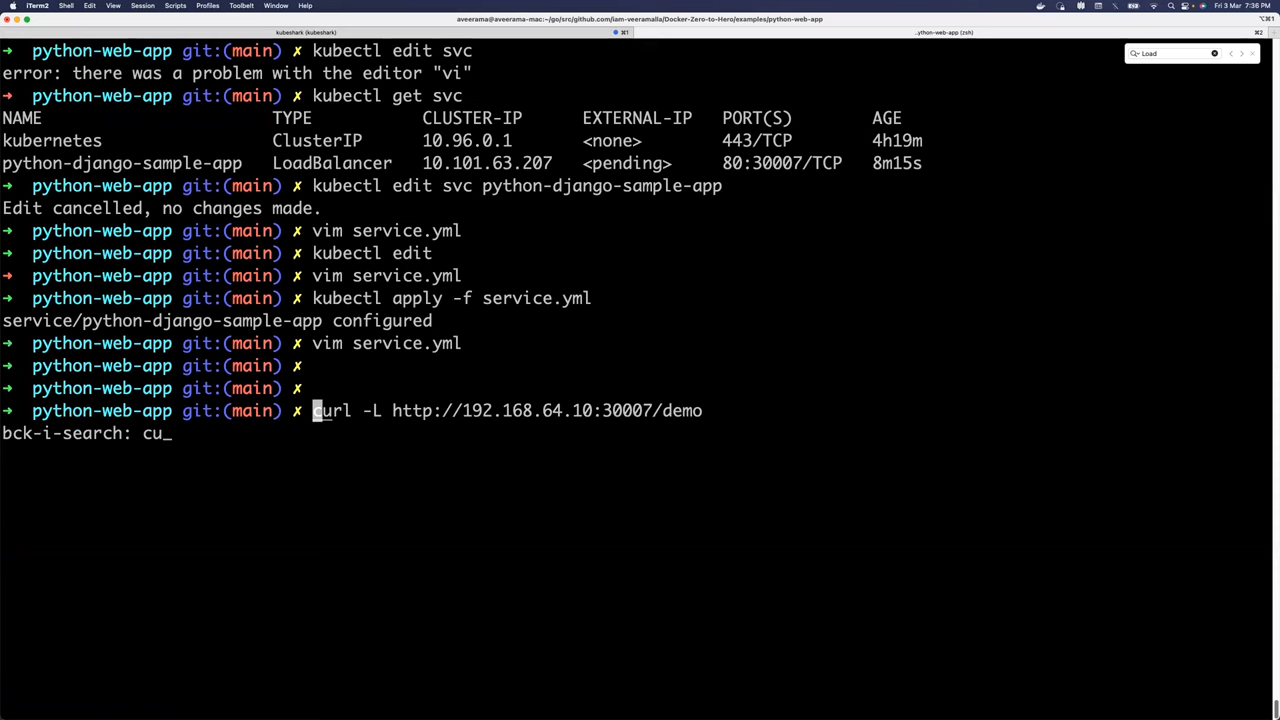 iTerm2 Shell Edit View Session Scripts Profiles Toolbelt Window Help Fri 3 Mar 7:36 PM
aveerama@aveerama-mac:~/go/src/github.com/iam-veeramalla/Docker-Zero-to-Hero/examples/python-web-app ⌥⌘1
kubeshark (kubeshark) ⌘1 ..ython-web-app (zsh) ⌘2
Load
➜ python-web-app git:(main) ✗ kubectl edit svc
error: there was a problem with the editor "vi"
➜ python-web-app git:(main) ✗ kubectl get svc
NAME TYPE CLUSTER-IP EXTERNAL-IP PORT(S) AGE
kubernetes ClusterIP 10.96.0.1 <none> 443/TCP 4h19m
python-django-sample-app LoadBalancer 10.101.63.207 <pending> 80:30007/TCP 8m15s
➜ python-web-app git:(main) ✗ kubectl edit svc python-django-sample-app
Edit cancelled, no changes made.
➜ python-web-app git:(main) ✗ vim service.yml
➜ python-web-app git:(main) ✗ kubectl edit
➜ python-web-app git:(main) ✗ vim service.yml
➜ python-web-app git:(main) ✗ kubectl apply -f service.yml
service/python-django-sample-app configured
➜ python-web-app git:(main) ✗ vim service.yml
➜ python-web-app git:(main) ✗
➜ python-web-app git:(main) ✗
➜ python-web-app git:(main) ✗ curl -L http://192.168.64.10:30007/demo
bck-i-search: cu_